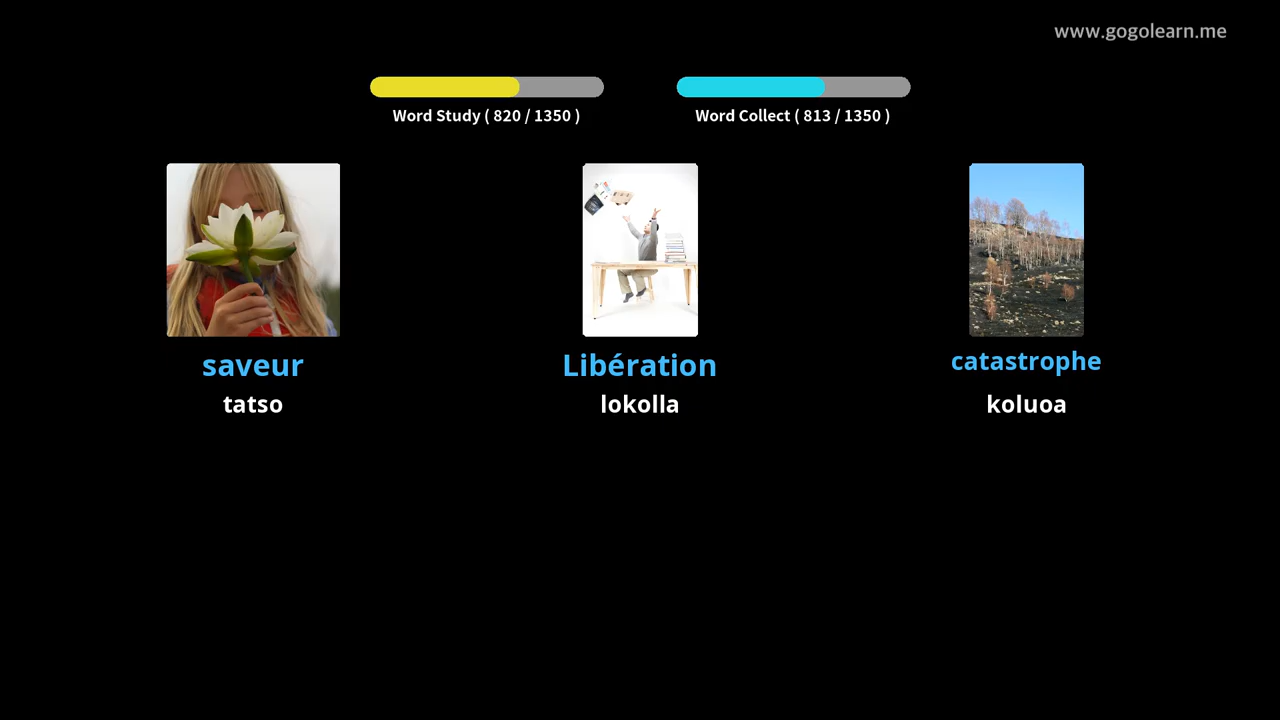 www.gogolearn.me
Word Study ( 820 / 1350 )
Word Collect ( 813 / 1350 )
saveur
Libération
catastrophe
tatso
lokolla
koluoa